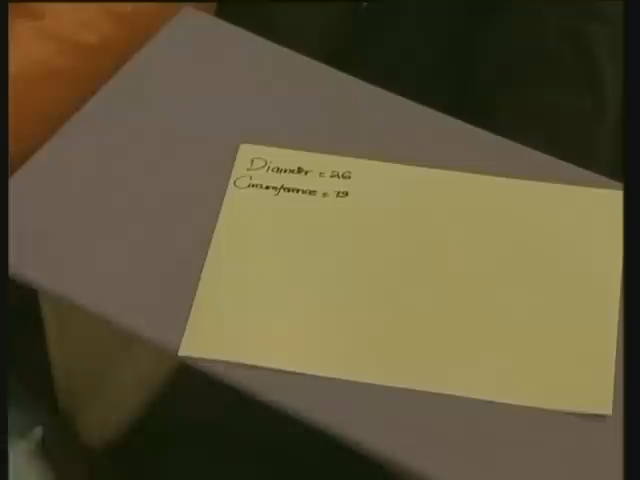 Diameter = 26
Circumference = 79